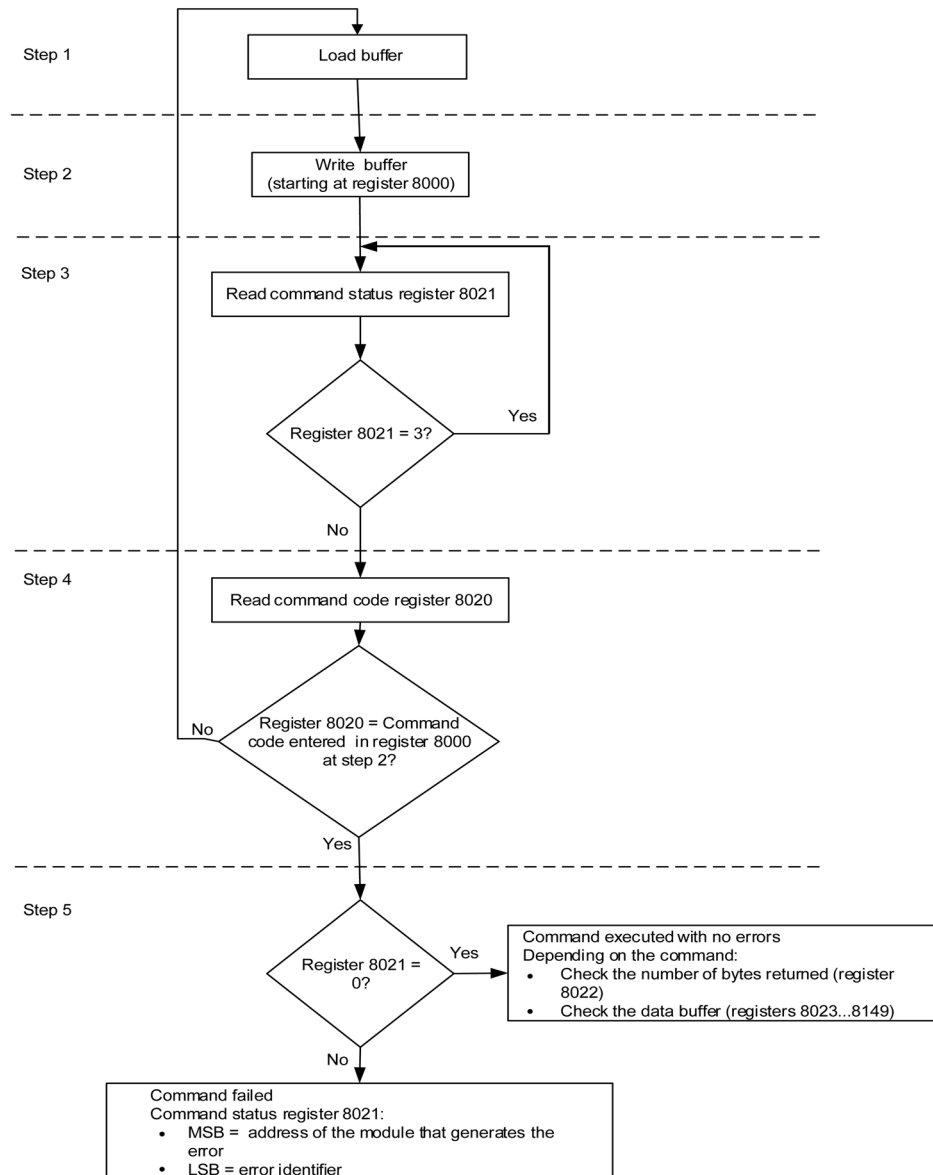 Step 1
Load buffer
Step 2
Write buffer
(starting at register 8000)
Step 3
Read command status register 8021
Yes
Register 8021 = 3?
No
Step 4
Read command code register 8020
No
Register 8020 = Command
code entered in register 8000
at step 2?
Yes
Step 5
Register 8021 =
0?
Yes
Command executed with no errors
Depending on the command:
• Check the number of bytes returned (register
8022)
• Check the data buffer (registers 8023...8149)
No
Command failed
Command status register 8021:
• MSB = address of the module that generates the
error
• LSB = error identifier